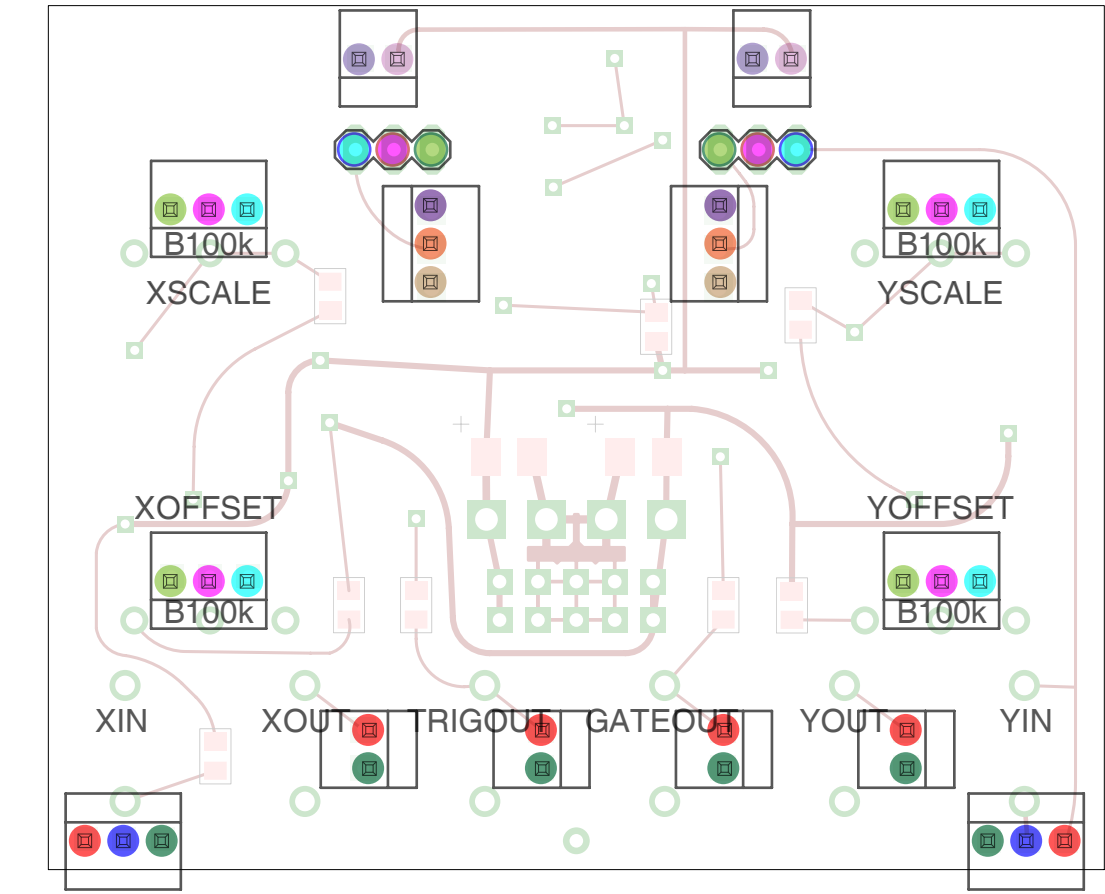 B100k
B100k
XSCALE
YSCALE
XOFFSET
YOFFSET
B100k
B100k
XIN
XOUT
TRIGOUT
GATEOUT
YOUT
YIN